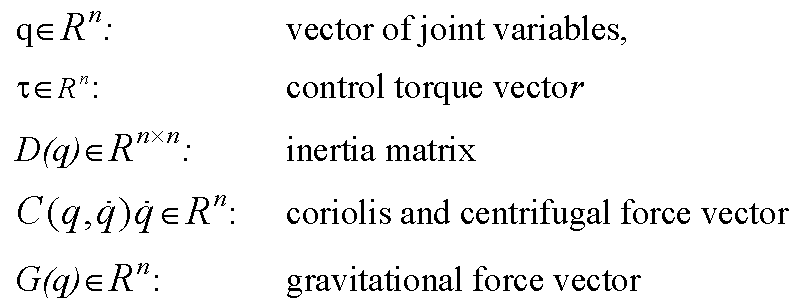 q∈Rⁿ: vector of joint variables,
τ∈Rⁿ: control torque vector
D(q)∈Rⁿˣⁿ: inertia matrix
C(q,q̇)q̇∈Rⁿ: coriolis and centrifugal force vector
G(q)∈Rⁿ: gravitational force vector